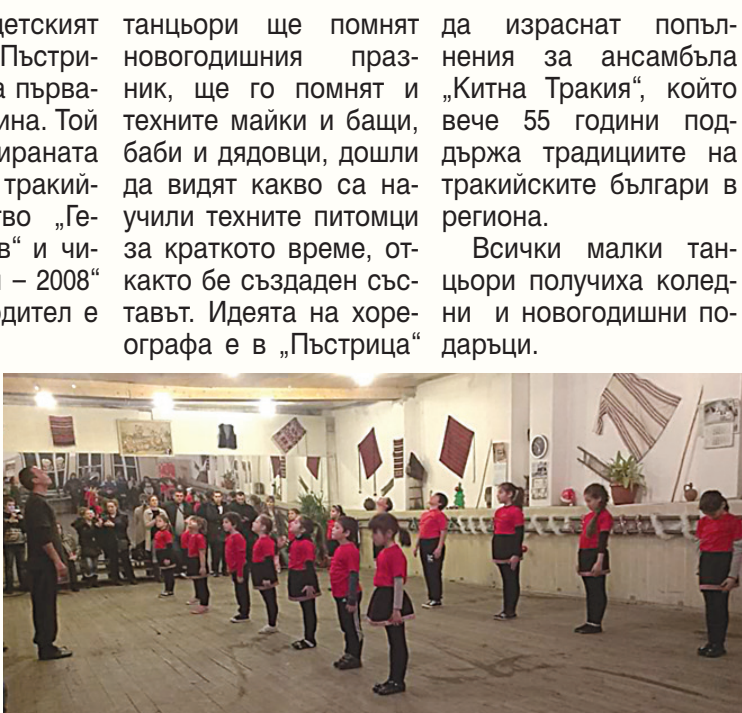 детският
Пъстри-
а първа-
ина. Той
ираната
тракий-
тво „Ге-
в“ и чи-
– 2008“
дител е
танцьори ще помнят
новогодишния праз-
ник, ще го помнят и
техните майки и бащи,
баби и дядовци, дошли
да видят какво са на-
учили техните питомци
за краткото време, от-
както бе създаден със-
тавът. Идеята на хоре-
ографа е в „Пъстрица“
да израснат попъл-
нения за ансамбъла
„Китна Тракия“, който
вече 55 години под-
държа традициите на
тракийските българи в
региона.
Всички малки тан-
цьори получиха колед-
ни и новогодишни по-
даръци.